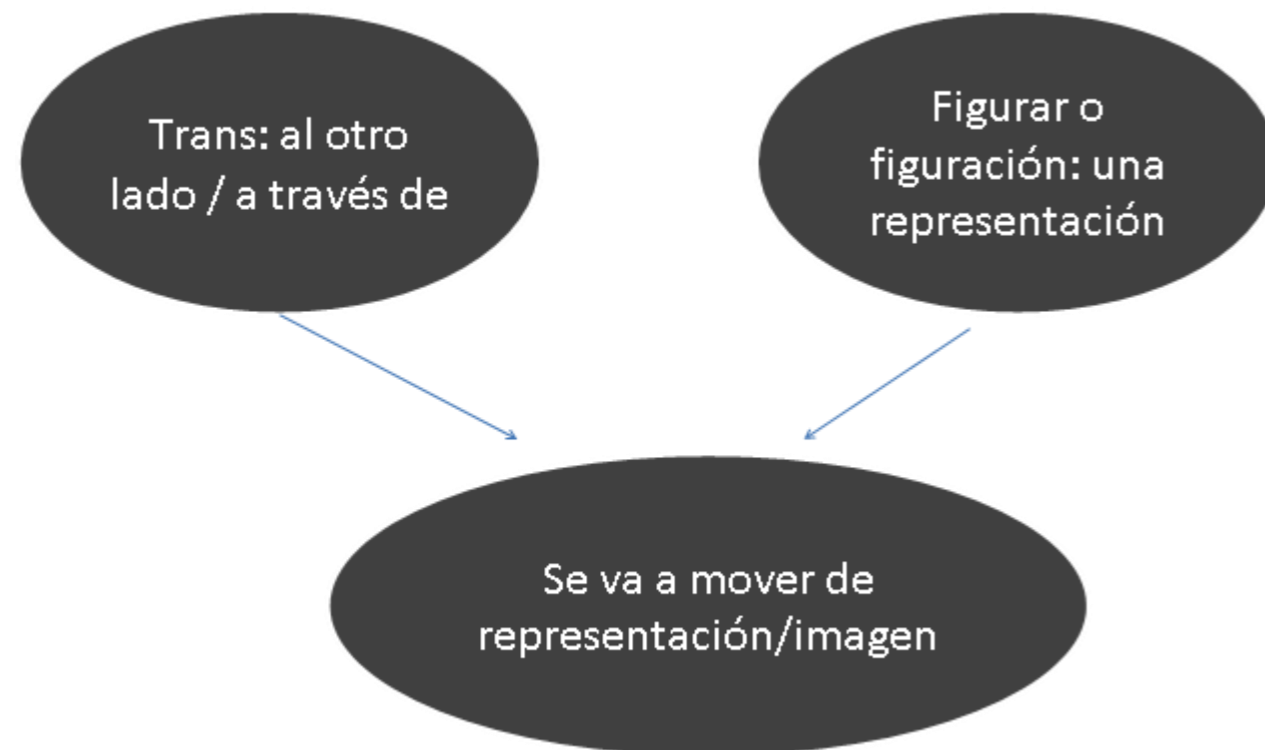 Trans: al otro
lado / a través de
Figurar o
figuración: una
representación
Se va a mover de
representación/imagen